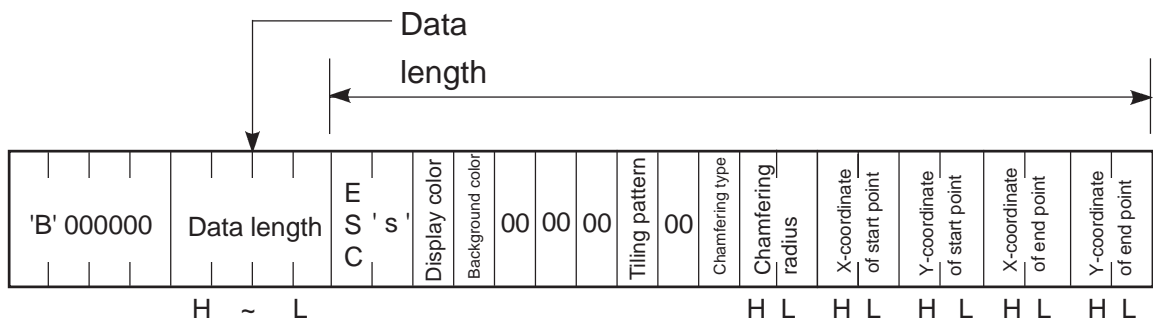 Data
length
'B' 000000
Data length
E
S
C
' s '
Display color
Background color
00
00
00
Tiling pattern
00
Chamfering type
Chamfering
radius
X-coordinate
of start point
Y-coordinate
of start point
X-coordinate
of end point
Y-coordinate
of end point
H ~ L
H L H L H L H L H L